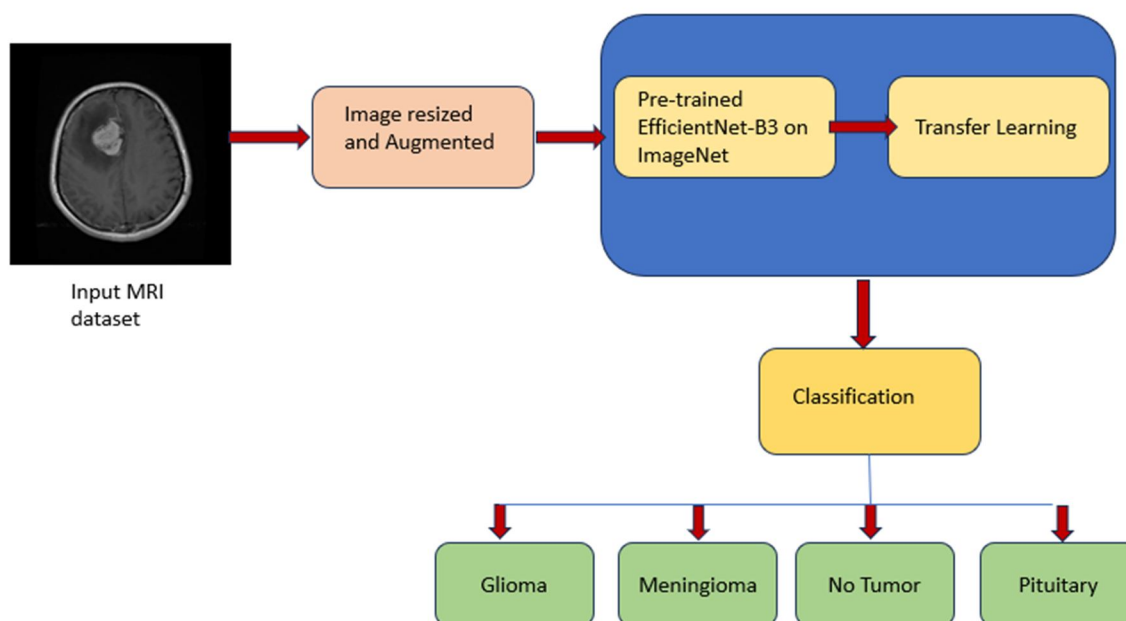 Input MRI
dataset
Image resized
and Augmented
Pre-trained
EfficientNet-B3 on
ImageNet
Transfer Learning
Classification
Glioma
Meningioma
No Tumor
Pituitary